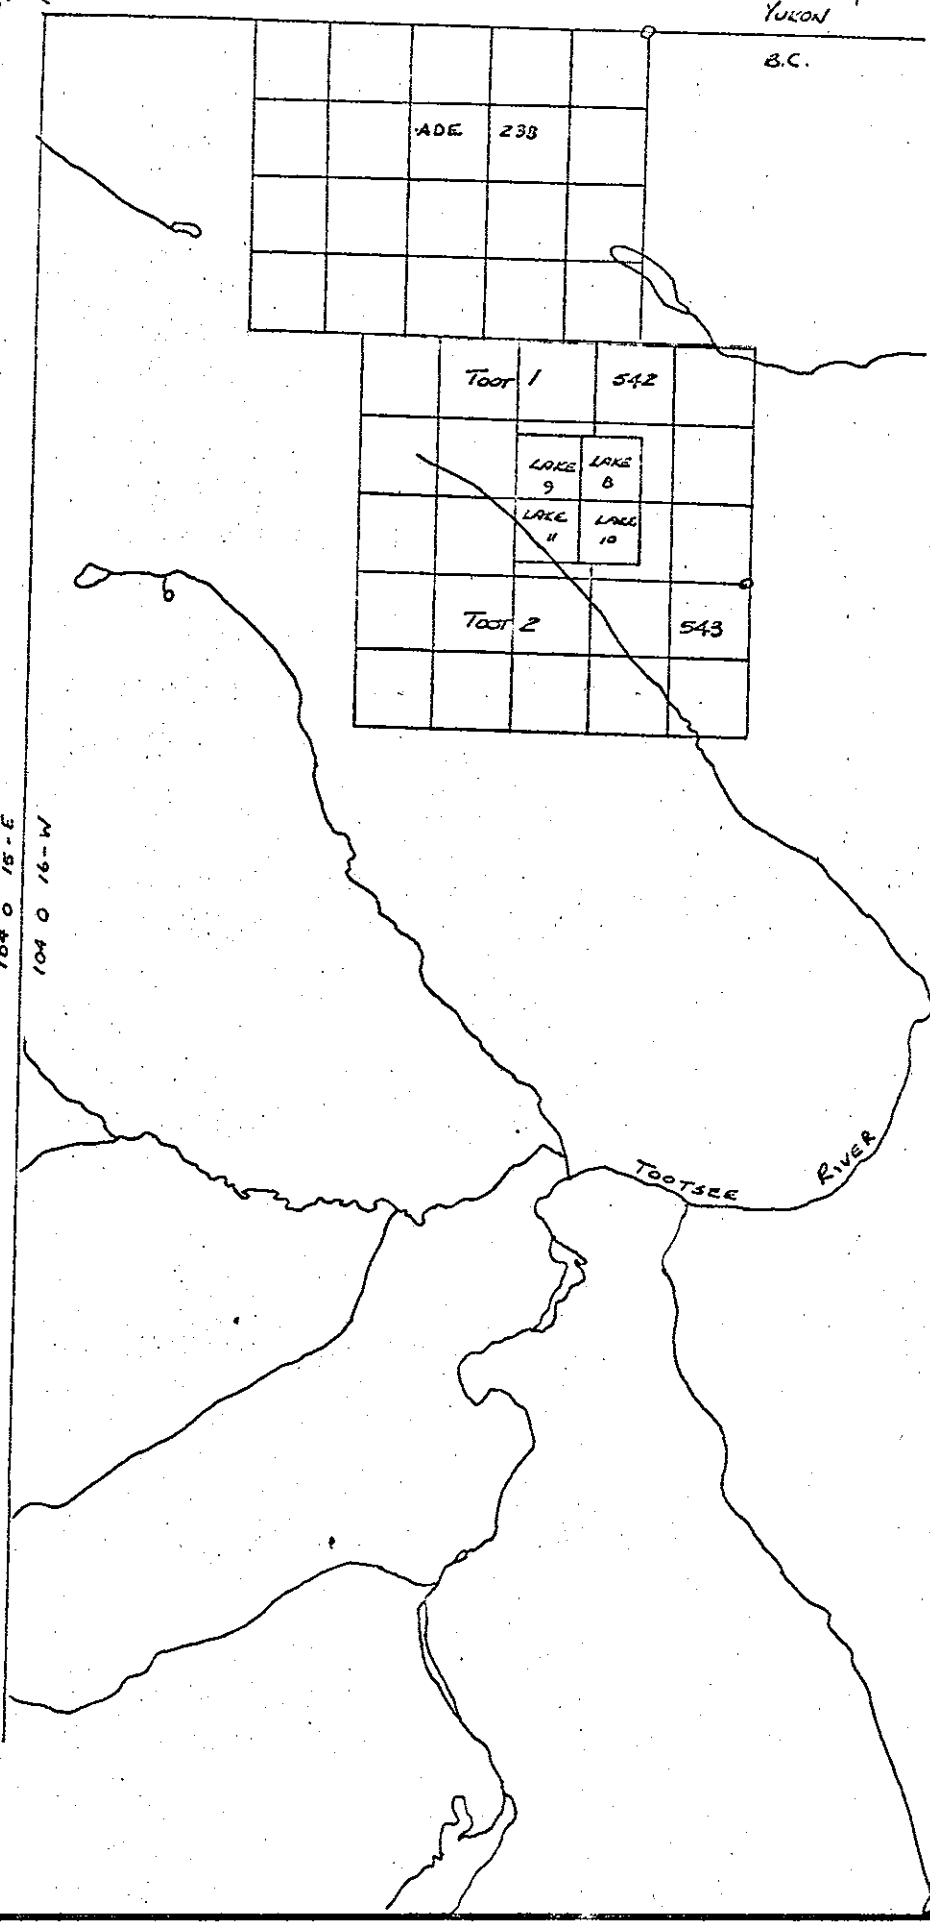 YUKON
B.C.
ADE 238
TOOT 1 542
LAKE 9
LAKE 8
LAKE 11
LAKE 10
TOOT 2 543
104 O 15-E
104 O 16-W
TOOTSEE RIVER